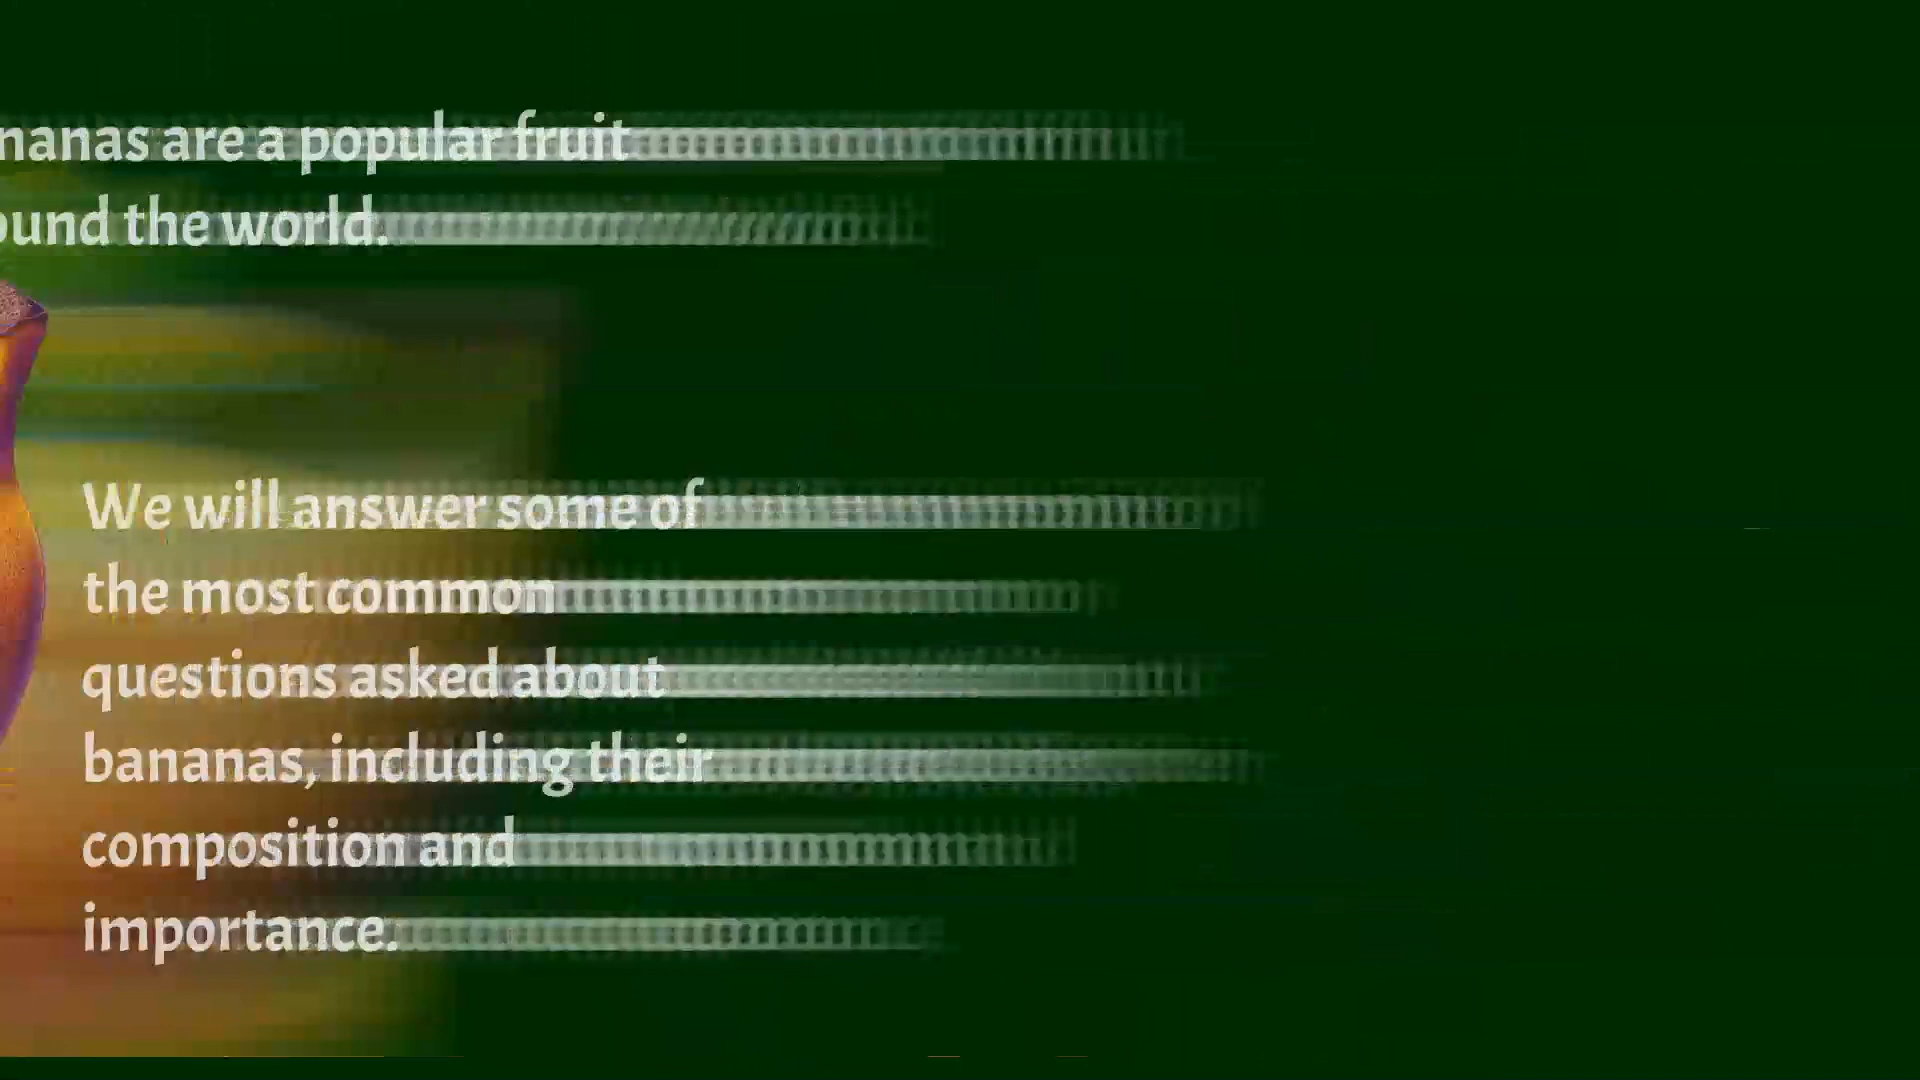 nanas are a popular fruit
ound the world.
We will answer some of
the most common
questions asked about
bananas, including their
composition and
importance.